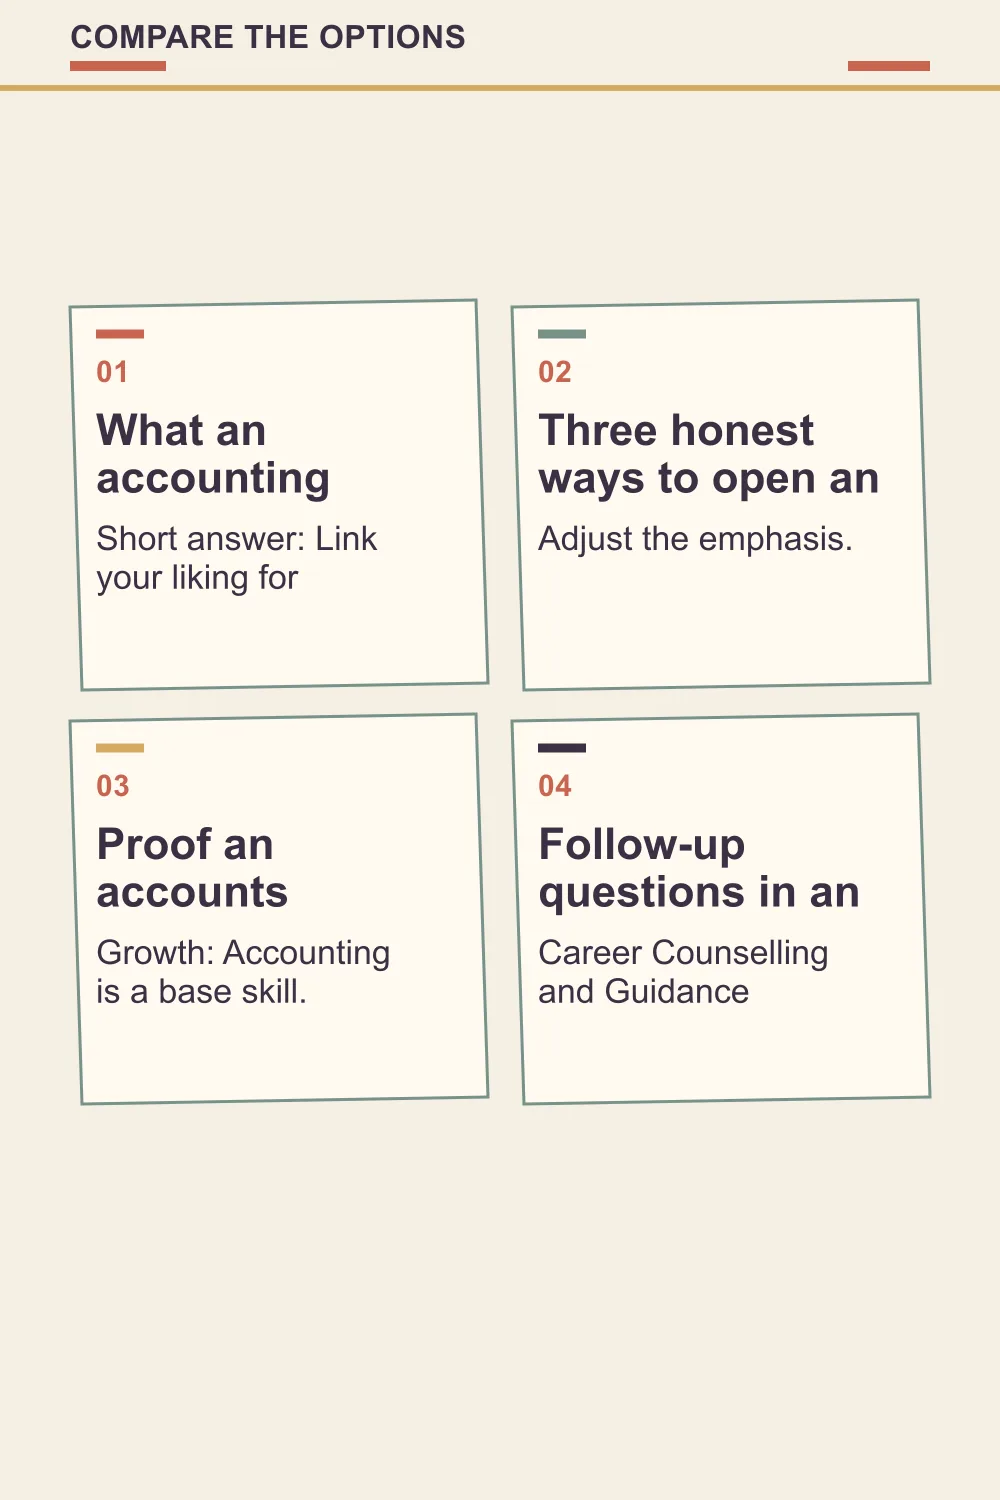 COMPARE THE OPTIONS
01
What an
accounting
Short answer: Link
your liking for
02
Three honest
ways to open an
Adjust the emphasis.
03
Proof an
accounts
Growth: Accounting
is a base skill.
04
Follow-up
questions in an
Career Counselling
and Guidance